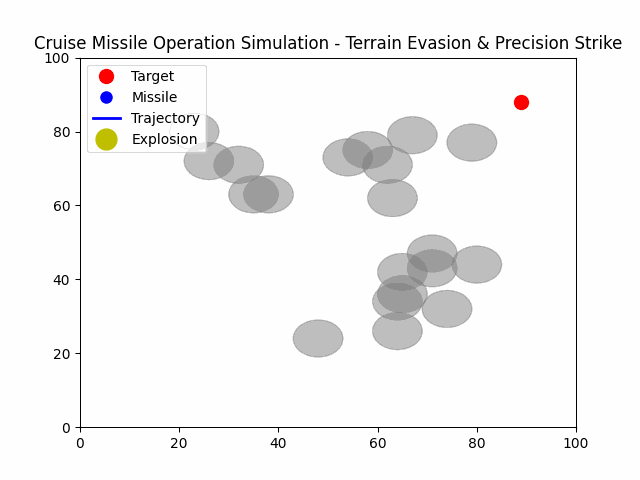 Cruise Missile Operation Simulation - Terrain Evasion & Precision Strike
100
80
60
40
20
0
Target
Missile
Trajectory
Explosion
0 20 40 60 80 100